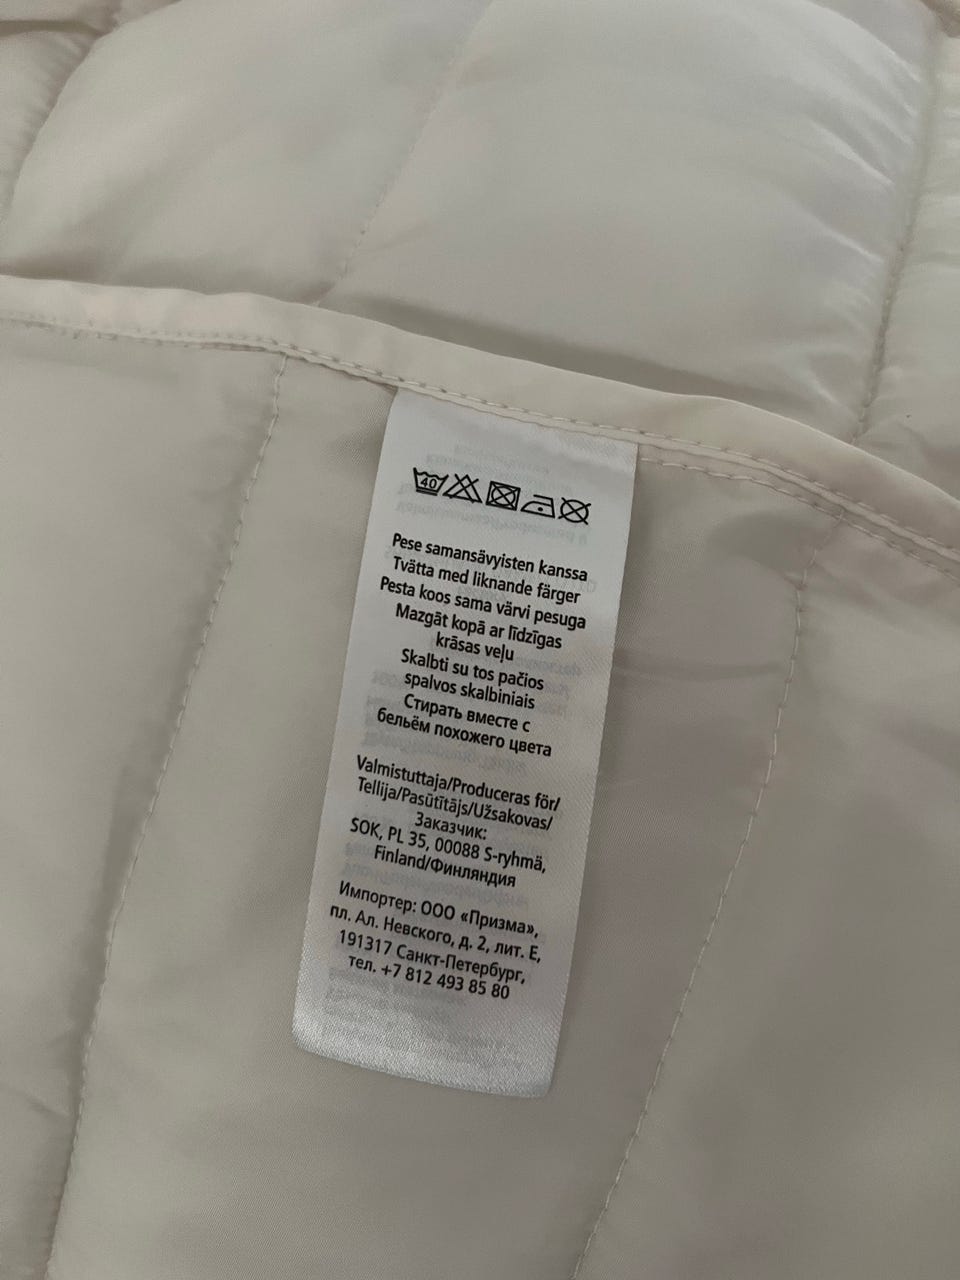 40
Pese samansävyisten kanssa
Tvätta med liknande färger
Pesta koos sama värvi pesuga
Mazgāt kopā ar līdzīgas
krāsas veļu
Skalbti su tos pačios
spalvos skalbiniais
Стирать вместе с
бельём похожего цвета
Valmistuttaja/Produceras för/
Tellija/Pasūtītājs/Užsakovas/
Заказчик:
SOK, PL 35, 00088 S-ryhmä,
Finland/Финляндия
Импортер: ООО «Призма»,
пл. Ал. Невского, д. 2, лит. Е,
191317 Санкт-Петербург,
тел. +7 812 493 85 80